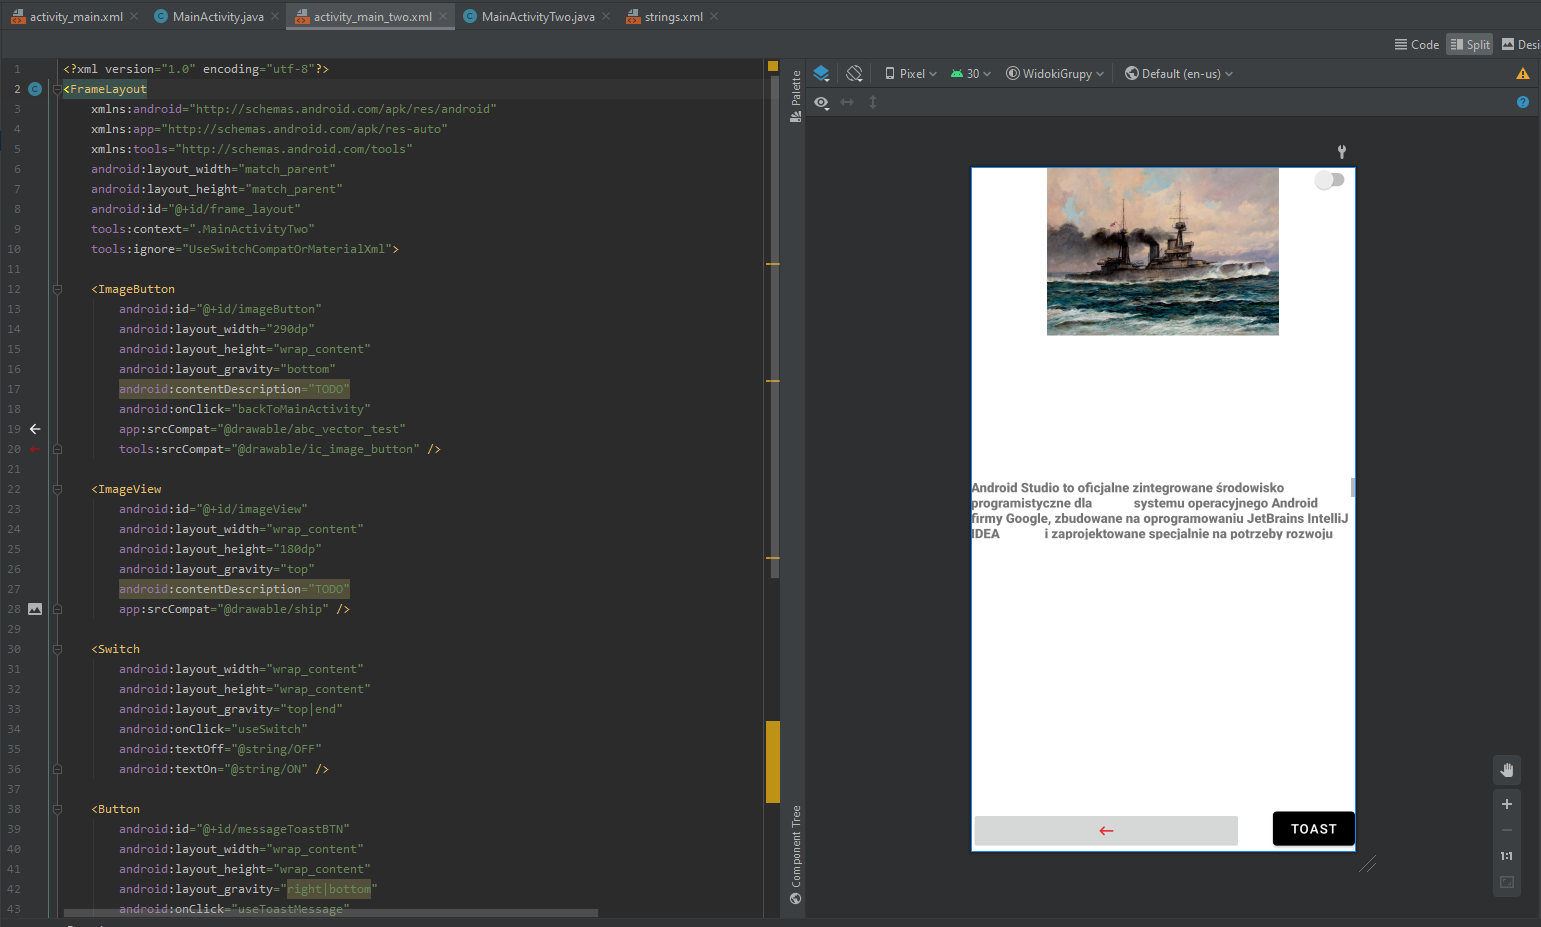 activity_main.xml
MainActivity.java
activity_main_two.xml
MainActivityTwo.java
strings.xml
Code
Split
Desi
1 <?xml version="1.0" encoding="utf-8"?>
2 <FrameLayout
3 xmlns:android="http://schemas.android.com/apk/res/android"
4 xmlns:app="http://schemas.android.com/apk/res-auto"
5 xmlns:tools="http://schemas.android.com/tools"
6 android:layout_width="match_parent"
7 android:layout_height="match_parent"
8 android:id="@+id/frame_layout"
9 tools:context=".MainActivityTwo"
10 tools:ignore="UseSwitchCompatOrMaterialXml">
11
12 <ImageButton
13 android:id="@+id/imageButton"
14 android:layout_width="290dp"
15 android:layout_height="wrap_content"
16 android:layout_gravity="bottom"
17 android:contentDescription="TODO"
18 android:onClick="backToMainActivity"
19 app:srcCompat="@drawable/abc_vector_test"
20 tools:srcCompat="@drawable/ic_image_button" />
21
22 <ImageView
23 android:id="@+id/imageView"
24 android:layout_width="wrap_content"
25 android:layout_height="180dp"
26 android:layout_gravity="top"
27 android:contentDescription="TODO"
28 app:srcCompat="@drawable/ship" />
29
30 <Switch
31 android:layout_width="wrap_content"
32 android:layout_height="wrap_content"
33 android:layout_gravity="top|end"
34 android:onClick="useSwitch"
35 android:textOff="@string/OFF"
36 android:textOn="@string/ON" />
37
38 <Button
39 android:id="@+id/messageToastBTN"
40 android:layout_width="wrap_content"
41 android:layout_height="wrap_content"
42 android:layout_gravity="right|bottom"
43 android:onClick="useToastMessage"
Palette
Component Tree
Pixel
30
WidokiGrupy
Default (en-us)
Android Studio to oficjalne zintegrowane środowisko
programistyczne dla systemu operacyjnego Android
firmy Google, zbudowane na oprogramowaniu JetBrains IntelliJ
IDEA i zaprojektowane specjalnie na potrzeby rozwoju
TOAST
1:1